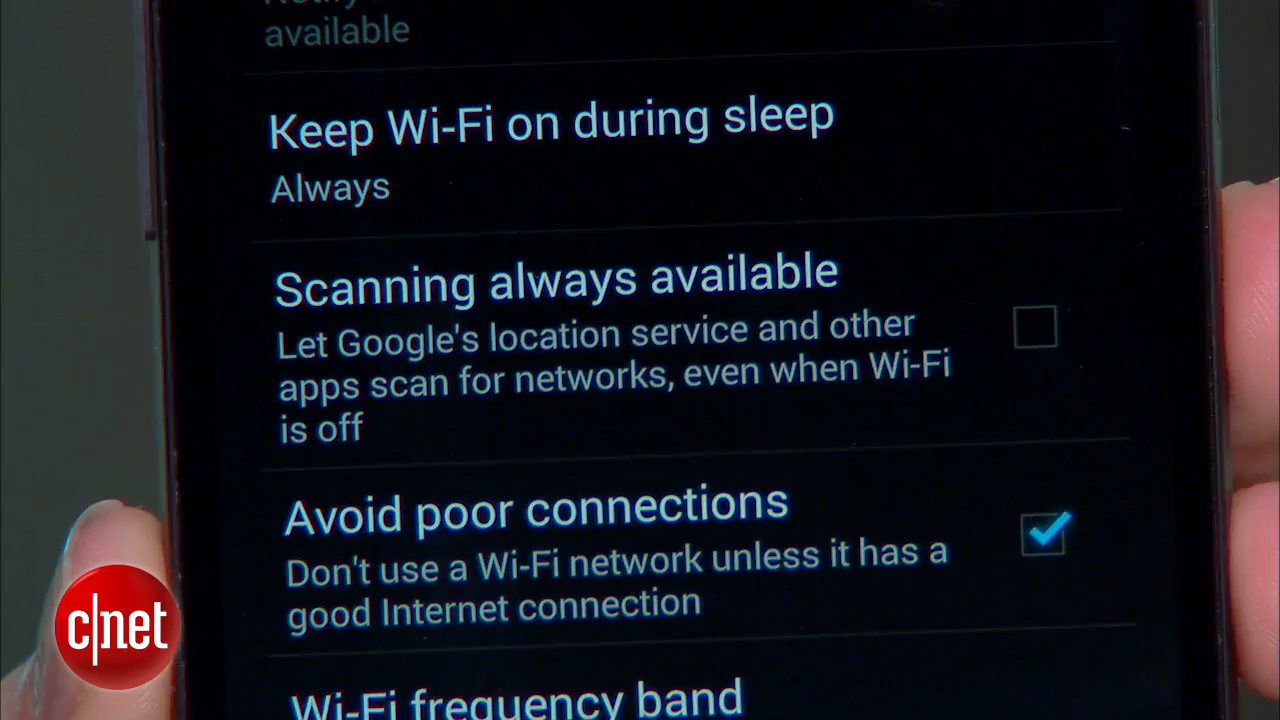 available
Keep Wi-Fi on during sleep
Always
Scanning always available
Let Google's location service and other
apps scan for networks, even when Wi-Fi
is off
Avoid poor connections
Don't use a Wi-Fi network unless it has a
good Internet connection
Wi-Fi frequency band
c|net